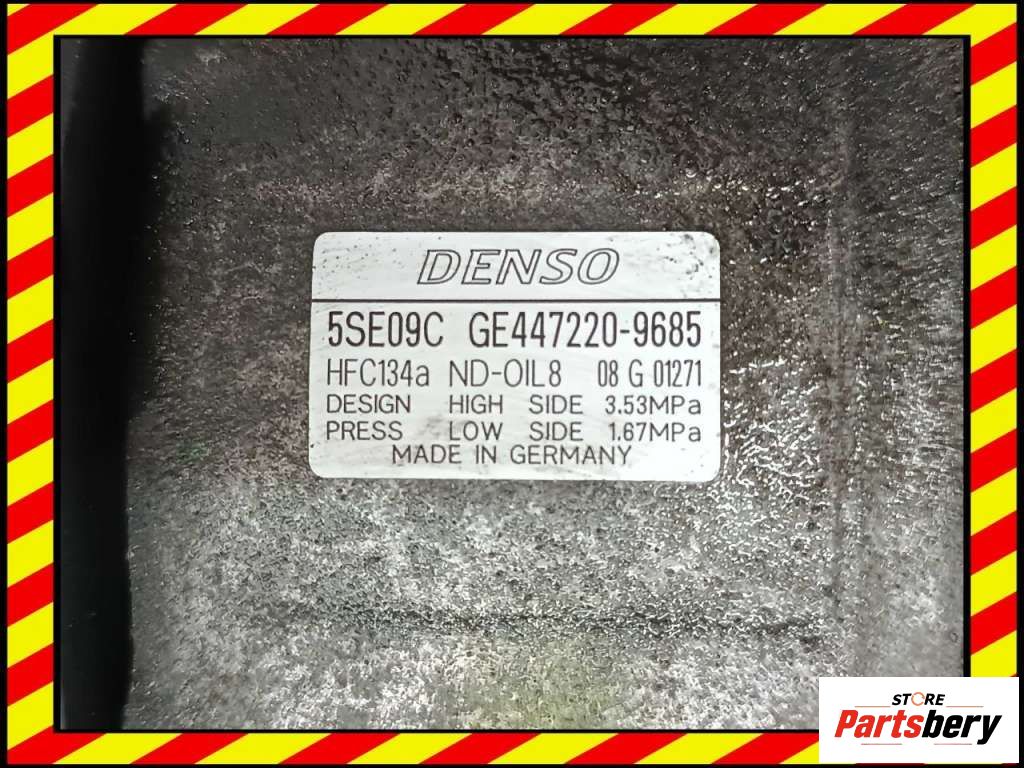 DENSO
5SE09C GE447220-9685
HFC134a ND-OIL8 08 G 01271
DESIGN HIGH SIDE 3.53MPa
PRESS LOW SIDE 1.67MPa
MADE IN GERMANY
STORE
Partsbery